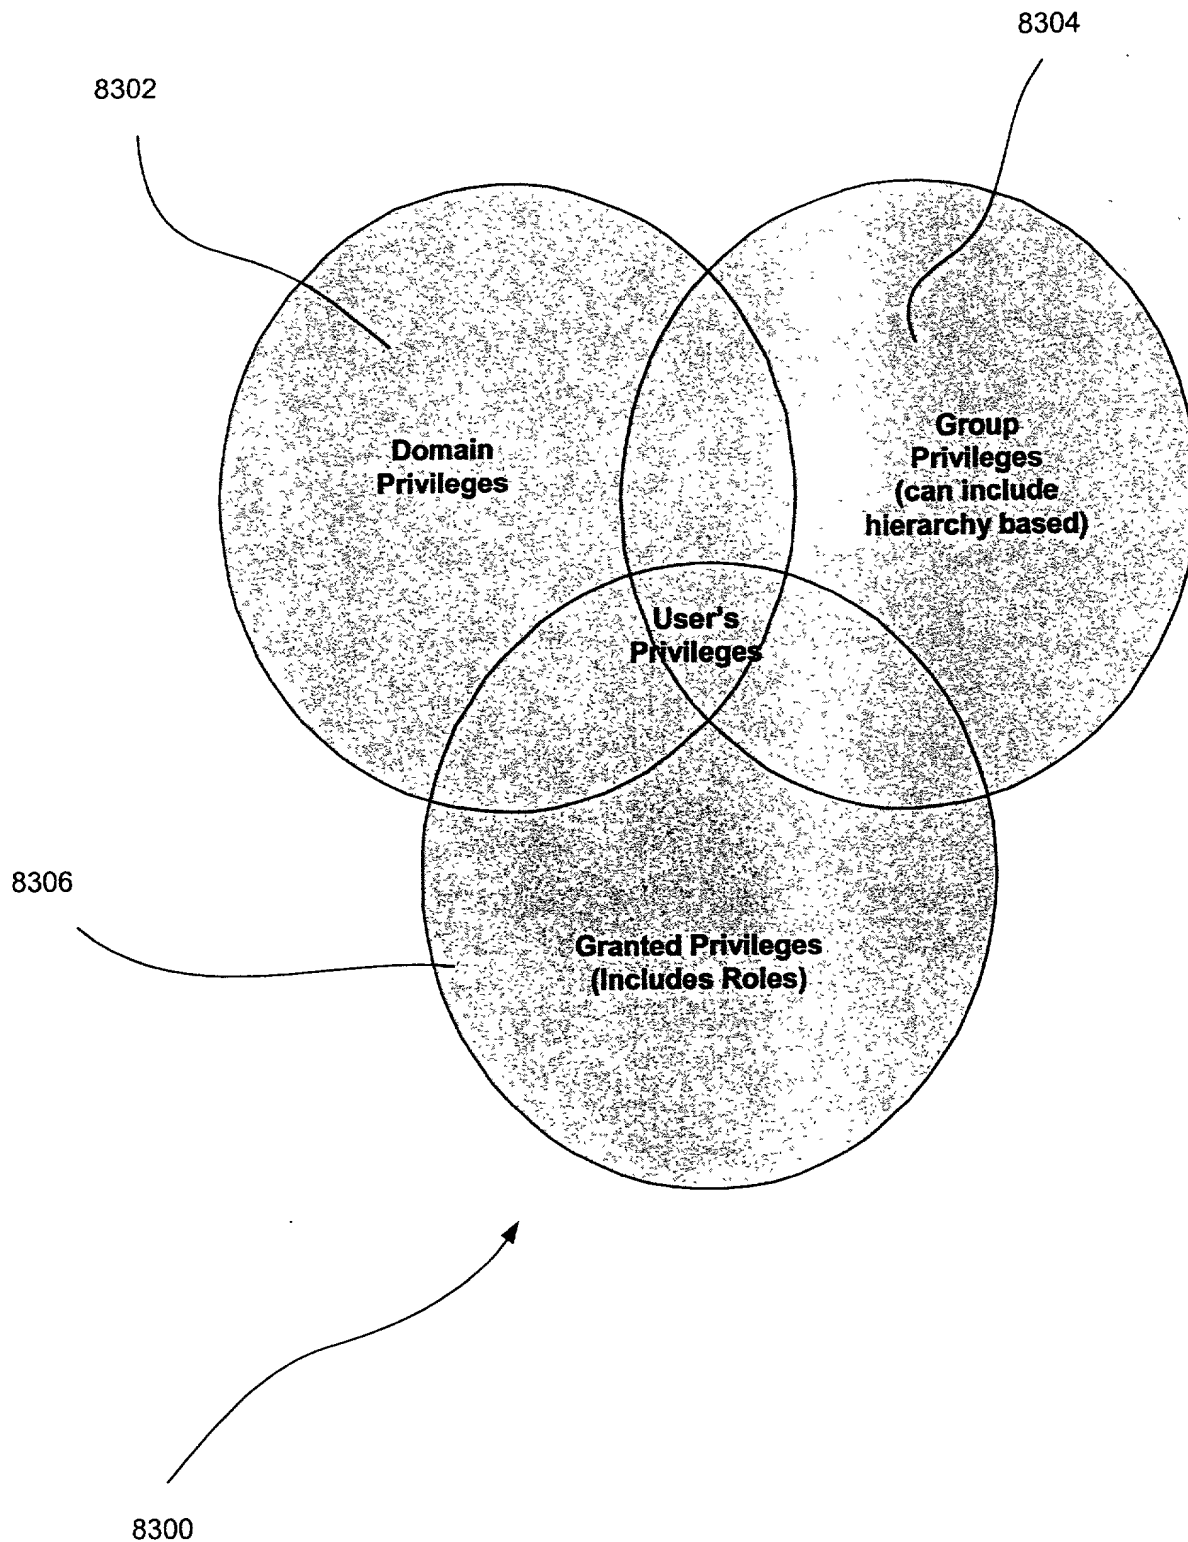 8304
8302
Domain
Privileges
Group
Privileges
(can include
hierarchy based)
User's
Privileges
8306
Granted Privileges
(Includes Roles)
8300